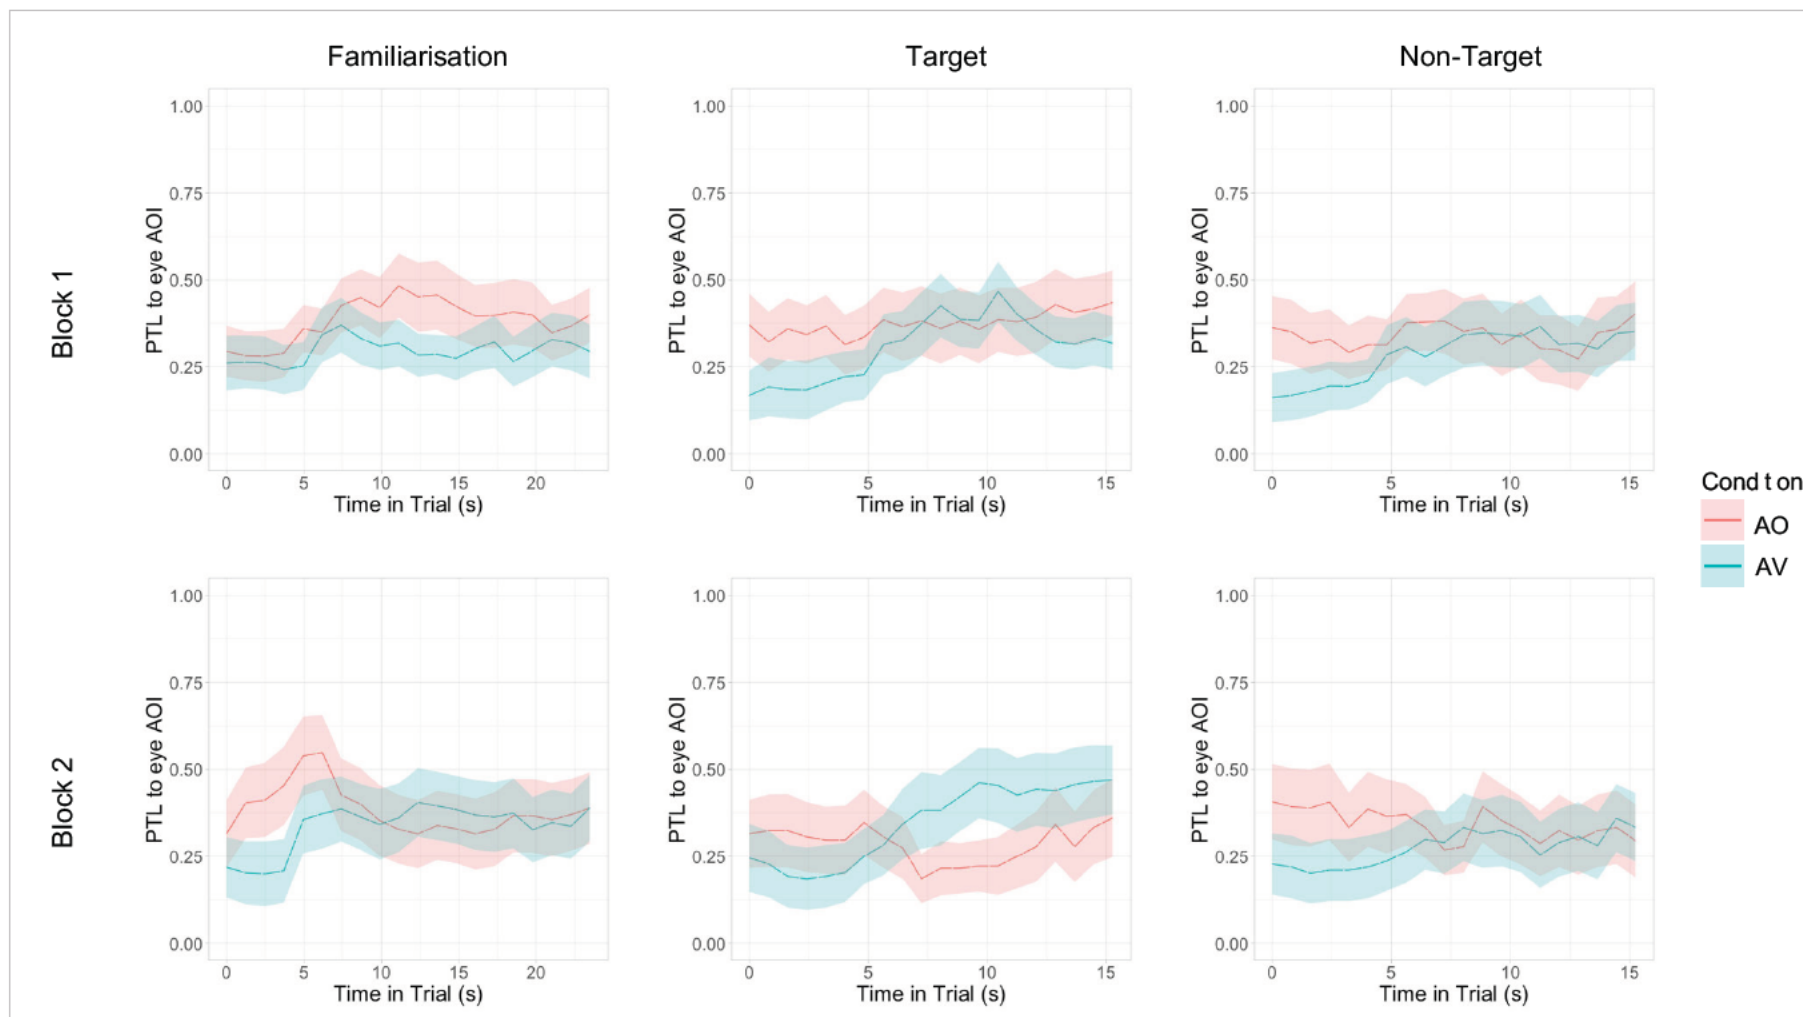 Familiarisation
Target
Non-Target
Block 1
PTL to eye AOI
1.00
0.75
0.50
0.25
0.00
0 5 10 15 20
Time in Trial (s)
PTL to eye AOI
1.00
0.75
0.50
0.25
0.00
0 5 10 15
Time in Trial (s)
PTL to eye AOI
1.00
0.75
0.50
0.25
0.00
0 5 10 15
Time in Trial (s)
Cond t on
AO
AV
Block 2
PTL to eye AOI
1.00
0.75
0.50
0.25
0.00
0 5 10 15 20
Time in Trial (s)
PTL to eye AOI
1.00
0.75
0.50
0.25
0.00
0 5 10 15
Time in Trial (s)
PTL to eye AOI
1.00
0.75
0.50
0.25
0.00
0 5 10 15
Time in Trial (s)